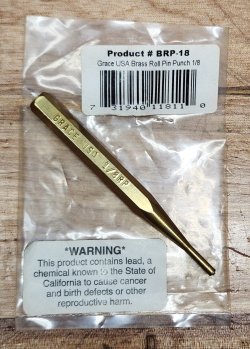 Product # BRP-18
Grace USA Brass Roll Pin Punch 1/8
7 31940 11811 0
GRACE USA 1/8RP
*WARNING*
This product contains lead, a
chemical known to the State of
California to cause cancer
and birth defects or other
reproductive harm.